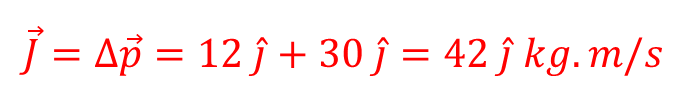 J⃗ = Δp⃗ = 12 ĵ + 30 ĵ = 42 ĵ kg.m/s